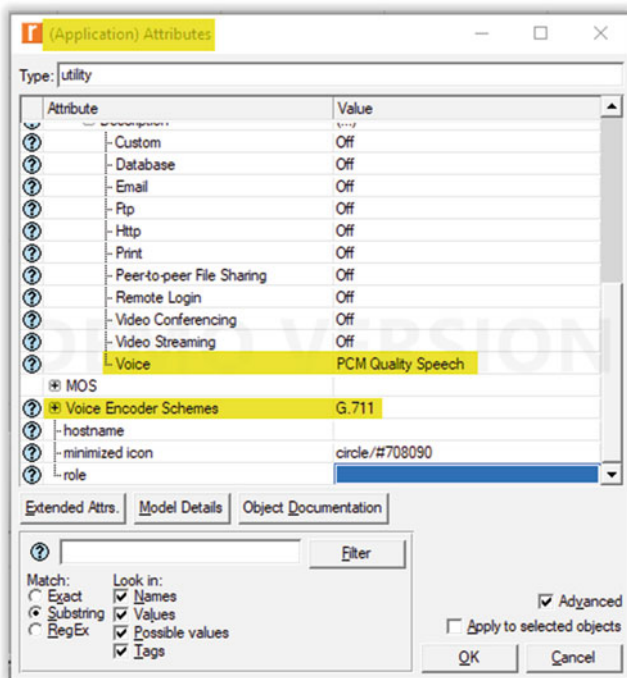 (Application) Attributes
Type: utility
Attribute Value
Description (...)
Custom Off
Database Off
Email Off
Ftp Off
Http Off
Print Off
Peer-to-peer File Sharing Off
Remote Login Off
Video Conferencing Off
Video Streaming Off
Voice PCM Quality Speech
MOS
Voice Encoder Schemes G.711
hostname
minimized icon circle/#708090
role
Extended Attrs. Model Details Object Documentation
Filter
Match: Look in:
Exact Names
Substring Values
RegEx Possible values
Tags
Advanced
Apply to selected objects
OK Cancel
DEMO VERSION